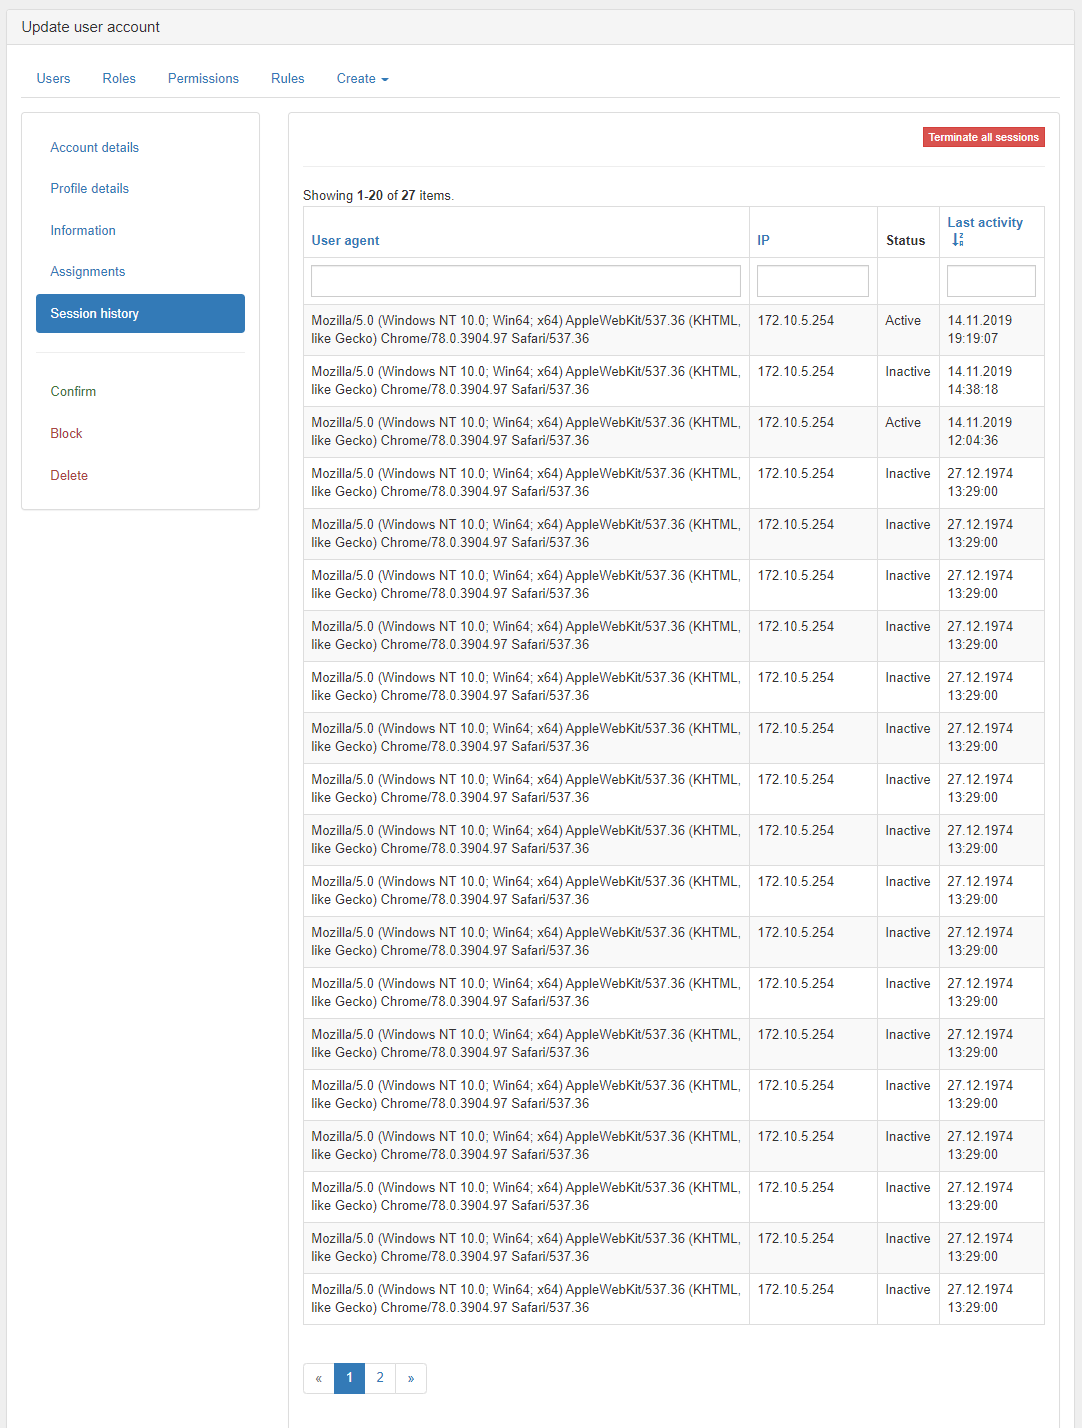 Update user account
Users Roles Permissions Rules Create
Account details
Profile details
Information
Assignments
Session history
Confirm
Block
Delete
Terminate all sessions
Showing 1-20 of 27 items.
User agent IP Status Last activity
Mozilla/5.0 (Windows NT 10.0; Win64; x64) AppleWebKit/537.36 (KHTML, 172.10.5.254 Active 14.11.2019
like Gecko) Chrome/78.0.3904.97 Safari/537.36 19:19:07
Mozilla/5.0 (Windows NT 10.0; Win64; x64) AppleWebKit/537.36 (KHTML, 172.10.5.254 Inactive 14.11.2019
like Gecko) Chrome/78.0.3904.97 Safari/537.36 14:38:18
Mozilla/5.0 (Windows NT 10.0; Win64; x64) AppleWebKit/537.36 (KHTML, 172.10.5.254 Active 14.11.2019
like Gecko) Chrome/78.0.3904.97 Safari/537.36 12:04:36
Mozilla/5.0 (Windows NT 10.0; Win64; x64) AppleWebKit/537.36 (KHTML, 172.10.5.254 Inactive 27.12.1974
like Gecko) Chrome/78.0.3904.97 Safari/537.36 13:29:00
Mozilla/5.0 (Windows NT 10.0; Win64; x64) AppleWebKit/537.36 (KHTML, 172.10.5.254 Inactive 27.12.1974
like Gecko) Chrome/78.0.3904.97 Safari/537.36 13:29:00
Mozilla/5.0 (Windows NT 10.0; Win64; x64) AppleWebKit/537.36 (KHTML, 172.10.5.254 Inactive 27.12.1974
like Gecko) Chrome/78.0.3904.97 Safari/537.36 13:29:00
Mozilla/5.0 (Windows NT 10.0; Win64; x64) AppleWebKit/537.36 (KHTML, 172.10.5.254 Inactive 27.12.1974
like Gecko) Chrome/78.0.3904.97 Safari/537.36 13:29:00
Mozilla/5.0 (Windows NT 10.0; Win64; x64) AppleWebKit/537.36 (KHTML, 172.10.5.254 Inactive 27.12.1974
like Gecko) Chrome/78.0.3904.97 Safari/537.36 13:29:00
Mozilla/5.0 (Windows NT 10.0; Win64; x64) AppleWebKit/537.36 (KHTML, 172.10.5.254 Inactive 27.12.1974
like Gecko) Chrome/78.0.3904.97 Safari/537.36 13:29:00
Mozilla/5.0 (Windows NT 10.0; Win64; x64) AppleWebKit/537.36 (KHTML, 172.10.5.254 Inactive 27.12.1974
like Gecko) Chrome/78.0.3904.97 Safari/537.36 13:29:00
Mozilla/5.0 (Windows NT 10.0; Win64; x64) AppleWebKit/537.36 (KHTML, 172.10.5.254 Inactive 27.12.1974
like Gecko) Chrome/78.0.3904.97 Safari/537.36 13:29:00
Mozilla/5.0 (Windows NT 10.0; Win64; x64) AppleWebKit/537.36 (KHTML, 172.10.5.254 Inactive 27.12.1974
like Gecko) Chrome/78.0.3904.97 Safari/537.36 13:29:00
Mozilla/5.0 (Windows NT 10.0; Win64; x64) AppleWebKit/537.36 (KHTML, 172.10.5.254 Inactive 27.12.1974
like Gecko) Chrome/78.0.3904.97 Safari/537.36 13:29:00
Mozilla/5.0 (Windows NT 10.0; Win64; x64) AppleWebKit/537.36 (KHTML, 172.10.5.254 Inactive 27.12.1974
like Gecko) Chrome/78.0.3904.97 Safari/537.36 13:29:00
Mozilla/5.0 (Windows NT 10.0; Win64; x64) AppleWebKit/537.36 (KHTML, 172.10.5.254 Inactive 27.12.1974
like Gecko) Chrome/78.0.3904.97 Safari/537.36 13:29:00
Mozilla/5.0 (Windows NT 10.0; Win64; x64) AppleWebKit/537.36 (KHTML, 172.10.5.254 Inactive 27.12.1974
like Gecko) Chrome/78.0.3904.97 Safari/537.36 13:29:00
Mozilla/5.0 (Windows NT 10.0; Win64; x64) AppleWebKit/537.36 (KHTML, 172.10.5.254 Inactive 27.12.1974
like Gecko) Chrome/78.0.3904.97 Safari/537.36 13:29:00
Mozilla/5.0 (Windows NT 10.0; Win64; x64) AppleWebKit/537.36 (KHTML, 172.10.5.254 Inactive 27.12.1974
like Gecko) Chrome/78.0.3904.97 Safari/537.36 13:29:00
Mozilla/5.0 (Windows NT 10.0; Win64; x64) AppleWebKit/537.36 (KHTML, 172.10.5.254 Inactive 27.12.1974
like Gecko) Chrome/78.0.3904.97 Safari/537.36 13:29:00
Mozilla/5.0 (Windows NT 10.0; Win64; x64) AppleWebKit/537.36 (KHTML, 172.10.5.254 Inactive 27.12.1974
like Gecko) Chrome/78.0.3904.97 Safari/537.36 13:29:00
« 1 2 »